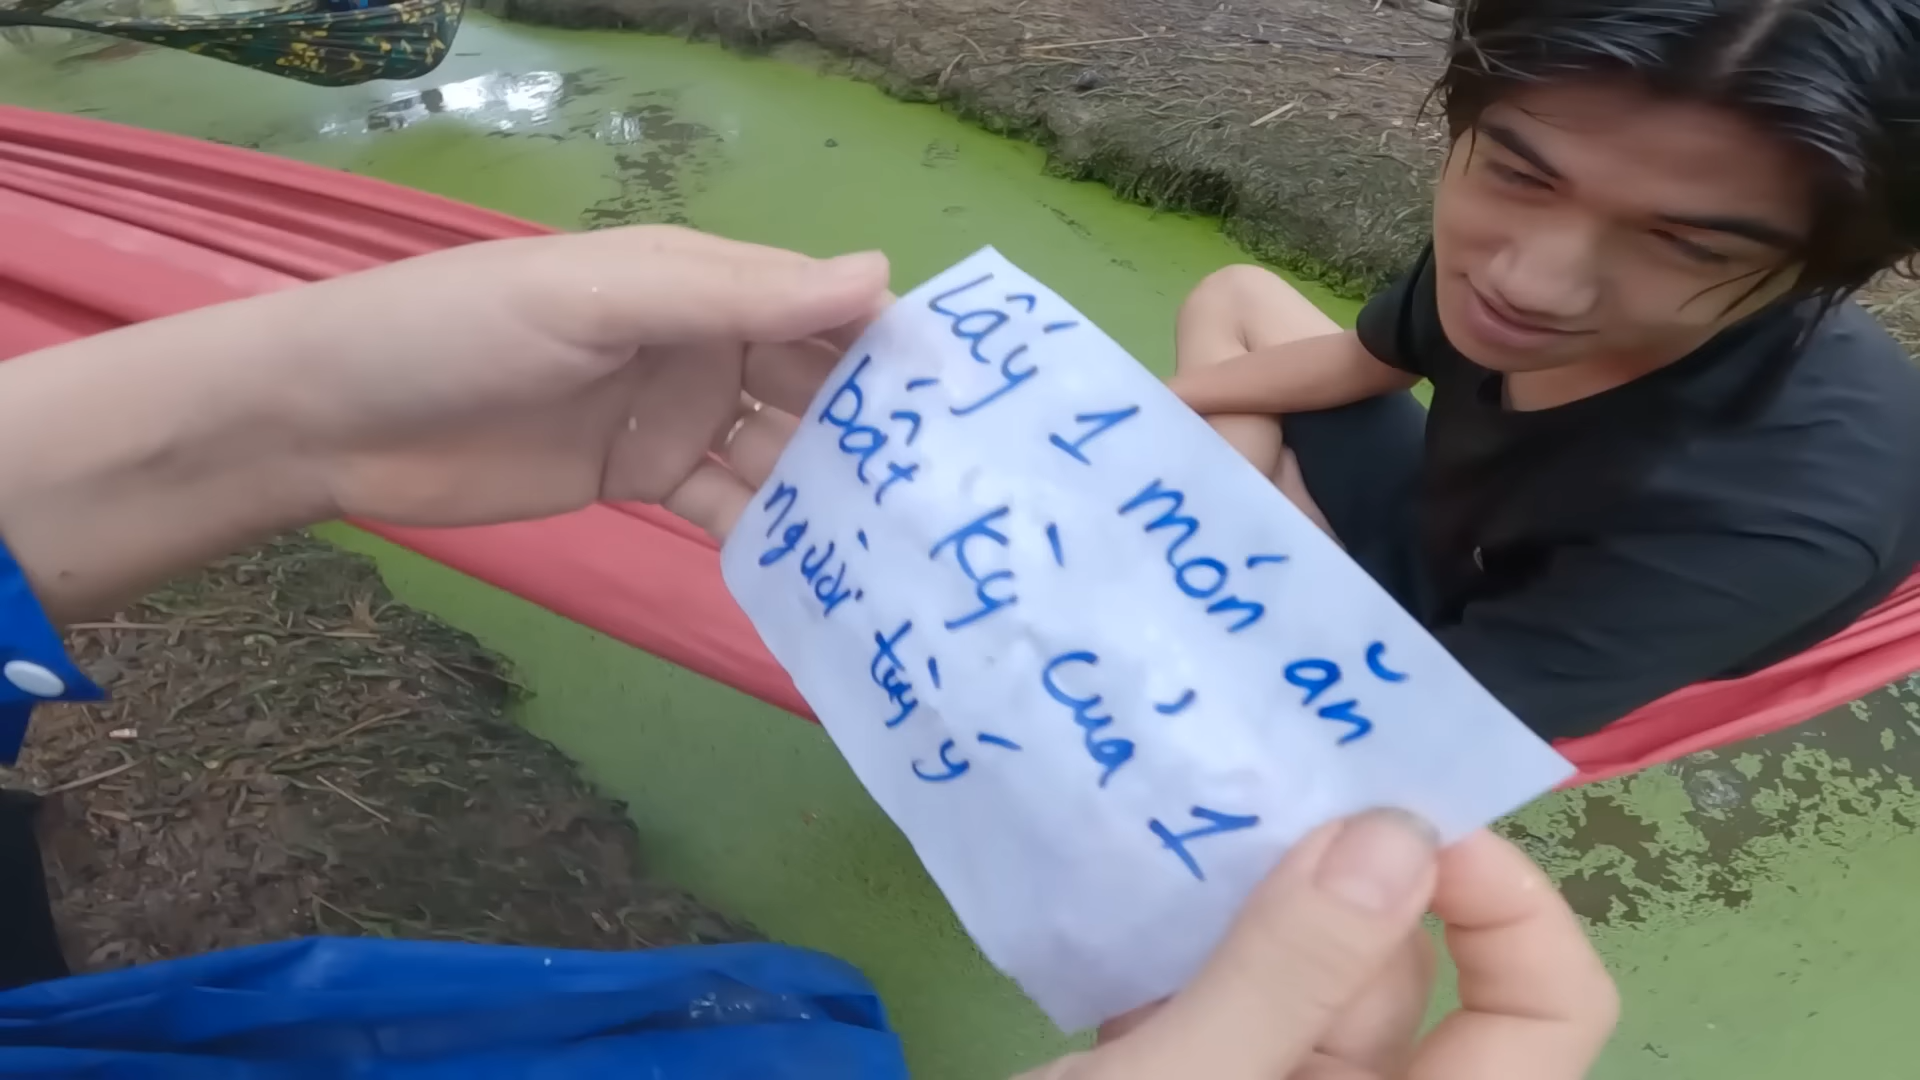 Lấy 1 món ăn
bất kỳ của 1
người tùy ý